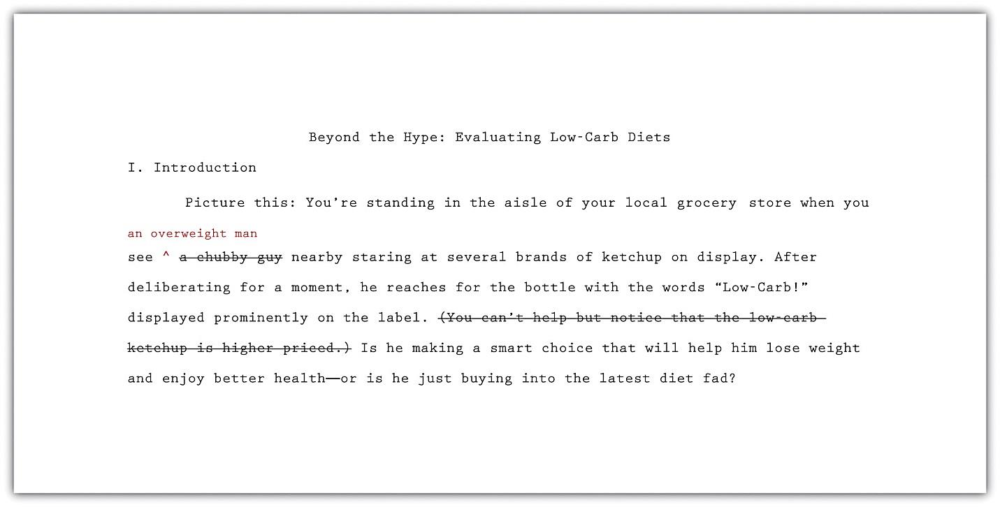 Beyond the Hype: Evaluating Low-Carb Diets
I. Introduction
Picture this: You’re standing in the aisle of your local grocery store when you
an overweight man
see ^ a chubby guy nearby staring at several brands of ketchup on display. After
deliberating for a moment, he reaches for the bottle with the words “Low-Carb!”
displayed prominently on the label. (You can’t help but notice that the low-carb
ketchup is higher priced.) Is he making a smart choice that will help him lose weight
and enjoy better health—or is he just buying into the latest diet fad?